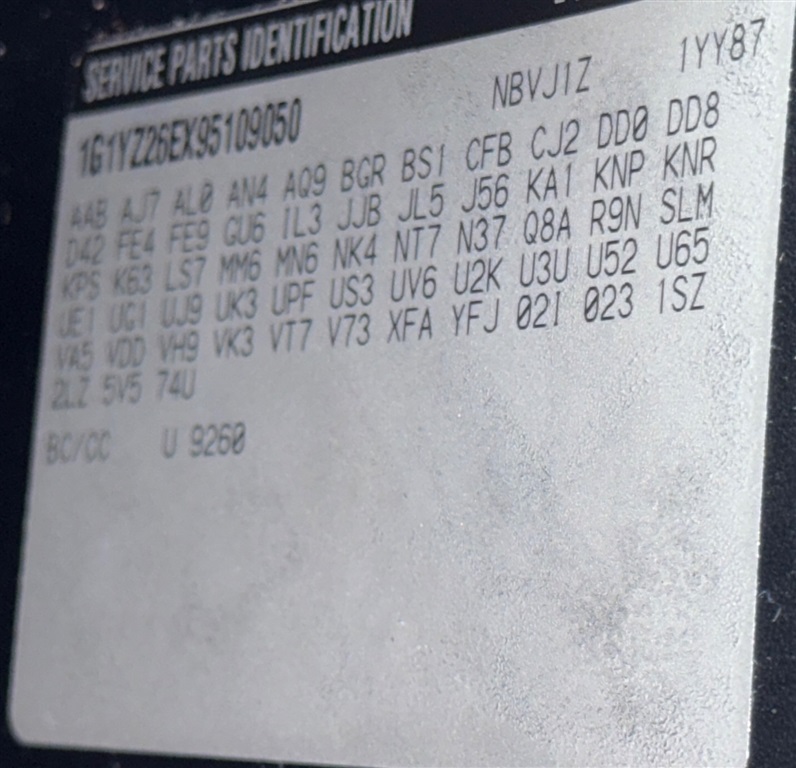 SERVICE PARTS IDENTIFICATION
1G1YZ26EX95109050 NBVJ1Z 1YY87
AAB AJ7 AL0 AN4 AQ9 BGR BS1 CFB CJ2 DD0 DD8
D42 FE4 FE9 GU6 IL3 JJB JL5 J56 KA1 KNP KNR
KPS K63 LS7 MM6 MN6 NK4 NT7 N37 Q8A R9N SLM
UE1 UG1 UJ9 UK3 UPF US3 UV6 U2K U3U U52 U65
VA5 VDD VH9 VK3 VT7 V73 XFA YFJ 02I 023 1SZ
2LZ 5V5 74U
BC/CC U 9260